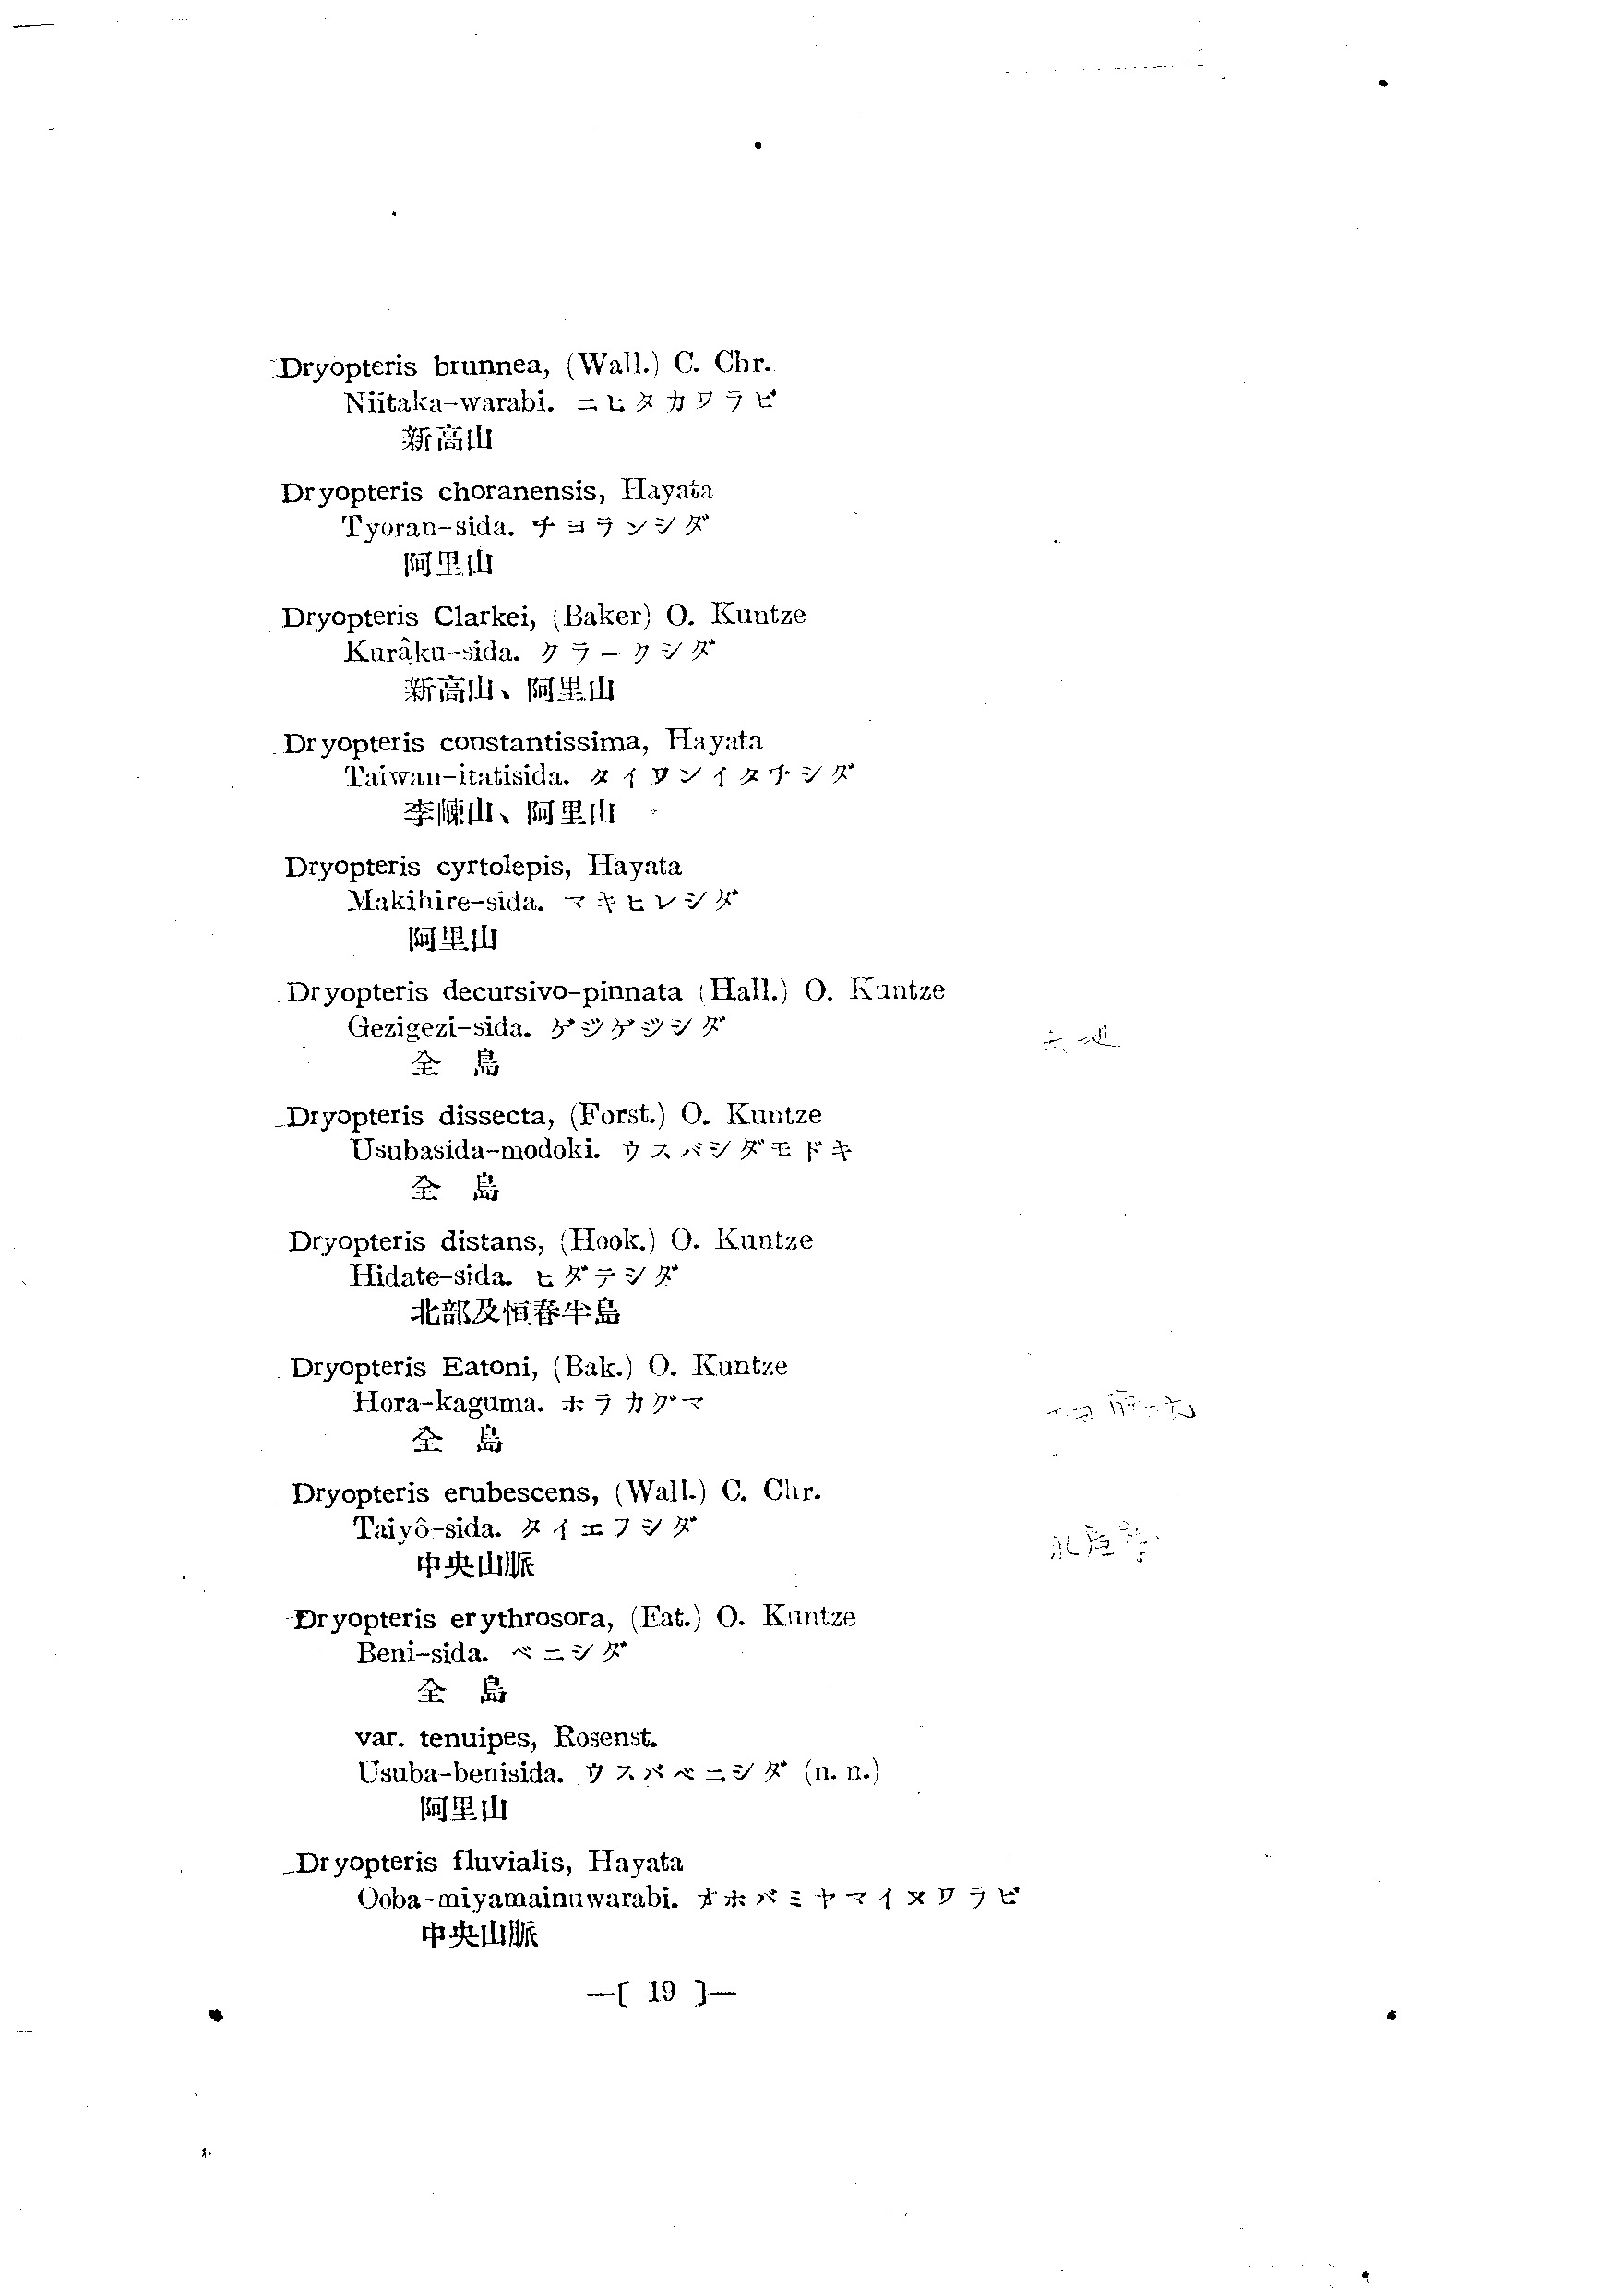 Dryopteris brunnea, (Wall.) C. Chr.
Niitaka-warabi. ニヒタカワラビ
新高山
Dryopteris choranensis, Hayata
Tyoran-sida. チヨランシダ
阿里山
Dryopteris Clarkei, (Baker) O. Kuntze
Kurâku-sida. クラークシダ
新高山、阿里山
Dryopteris constantissima, Hayata
Taiwan-itatisida. タイワンイタチシダ
李崠山、阿里山
Dryopteris cyrtolepis, Hayata
Makihire-sida. マキヒレシダ
阿里山
Dryopteris decursivo-pinnata (Hall.) O. Kuntze
Gezigezi-sida. ゲジゲジシダ
全島
Dryopteris dissecta, (Forst.) O. Kuntze
Usubasida-modoki. ウスバシダモドキ
全島
Dryopteris distans, (Hook.) O. Kuntze
Hidate-sida. ヒダテシダ
北部及恒春半島
Dryopteris Eatoni, (Bak.) O. Kuntze
Hora-kaguma. ホラカグマ
全島
Dryopteris erubescens, (Wall.) C. Chr.
Taiyô-sida. タイエフシダ
中央山脈
Dryopteris erythrosora, (Eat.) O. Kuntze
Beni-sida. ベニシダ
全島
var. tenuipes, Rosenst.
Usuba-benisida. ウスバベニシダ (n. n.)
阿里山
Dryopteris fluvialis, Hayata
Ooba-miyamainuwarabi. オホバミヤマイヌワラビ
中央山脈
—[ 19 ]—